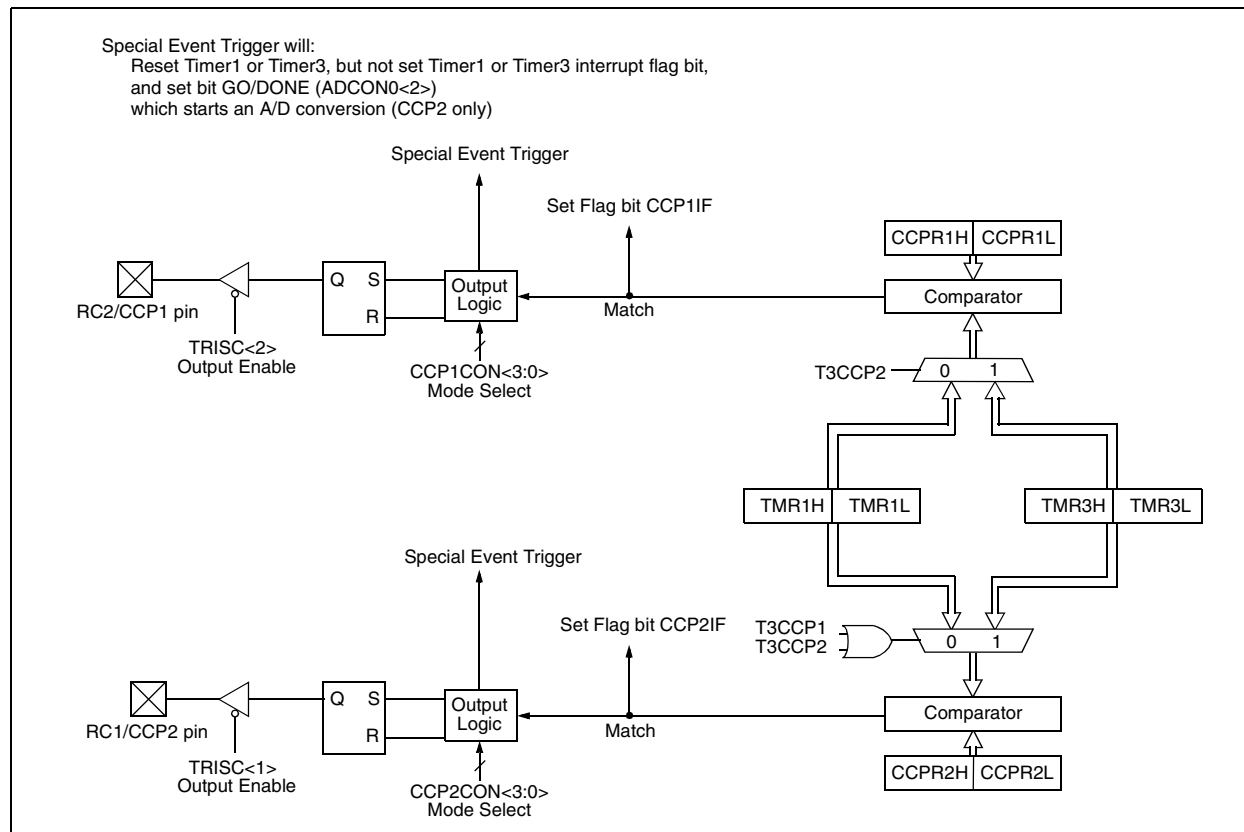 Special Event Trigger will:
Reset Timer1 or Timer3, but not set Timer1 or Timer3 interrupt flag bit,
and set bit GO/DONE (ADCON0<2>)
which starts an A/D conversion (CCP2 only)
Special Event Trigger
Set Flag bit CCP1IF
CCPR1H CCPR1L
Q S
R
Output
Logic
Comparator
RC2/CCP1 pin
Match
TRISC<2>
Output Enable
CCP1CON<3:0>
Mode Select
T3CCP2
0 1
TMR1H TMR1L
TMR3H TMR3L
Special Event Trigger
Set Flag bit CCP2IF
T3CCP1
T3CCP2
0 1
Q S
R
Output
Logic
Comparator
RC1/CCP2 pin
Match
TRISC<1>
Output Enable
CCP2CON<3:0>
Mode Select
CCPR2H CCPR2L